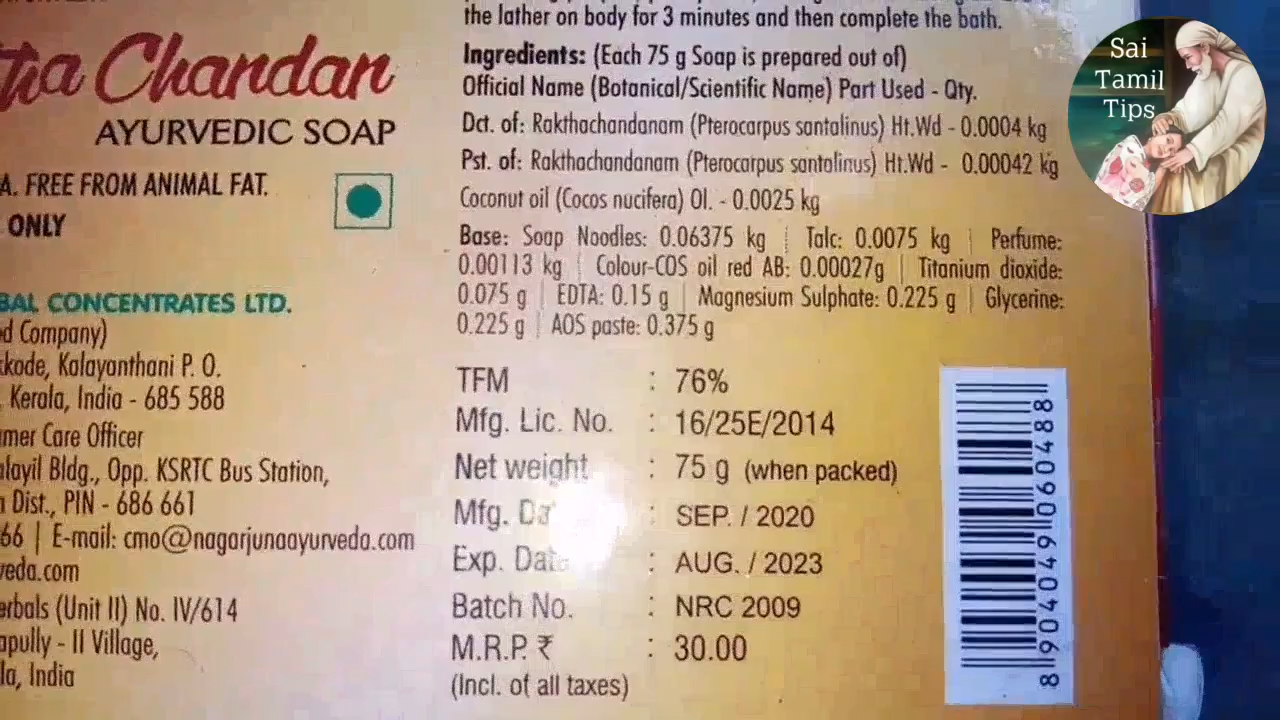 the lather on body for 3 minutes and then complete the bath.
Chandan
AYURVEDIC SOAP
A. FREE FROM ANIMAL FAT.
ONLY
BAL CONCENTRATES LTD.
d Company)
kkode, Kalayanthani P. O.
Kerala, India - 685 588
mer Care Officer
alayil Bldg., Opp. KSRTC Bus Station,
Dist., PIN - 686 661
66 | E-mail: cmo@nagarjunaayurveda.com
veda.com
erbals (Unit II) No. IV/614
apully - II Village,
la, India
Ingredients: (Each 75 g Soap is prepared out of)
Official Name (Botanical/Scientific Name) Part Used - Qty.
Dct. of: Rakthachandanam (Pterocarpus santalinus) Ht.Wd - 0.0004 kg
Pst. of: Rakthachandanam (Pterocarpus santalinus) Ht.Wd - 0.00042 kg
Coconut oil (Cocos nucifera) Ol. - 0.0025 kg
Base: Soap Noodles: 0.06375 kg | Talc: 0.0075 kg | Perfume:
0.00113 kg | Colour-COS oil red AB: 0.00027g | Titanium dioxide:
0.075 g | EDTA: 0.15 g | Magnesium Sulphate: 0.225 g | Glycerine:
0.225 g | AOS paste: 0.375 g
TFM : 76%
Mfg. Lic. No. : 16/25E/2014
Net weight : 75 g (when packed)
Mfg. Da : SEP. / 2020
Exp. Date : AUG. / 2023
Batch No. : NRC 2009
M.R.P. ₹ : 30.00
(Incl. of all taxes)
8904049060488
Sai
Tamil
Tips